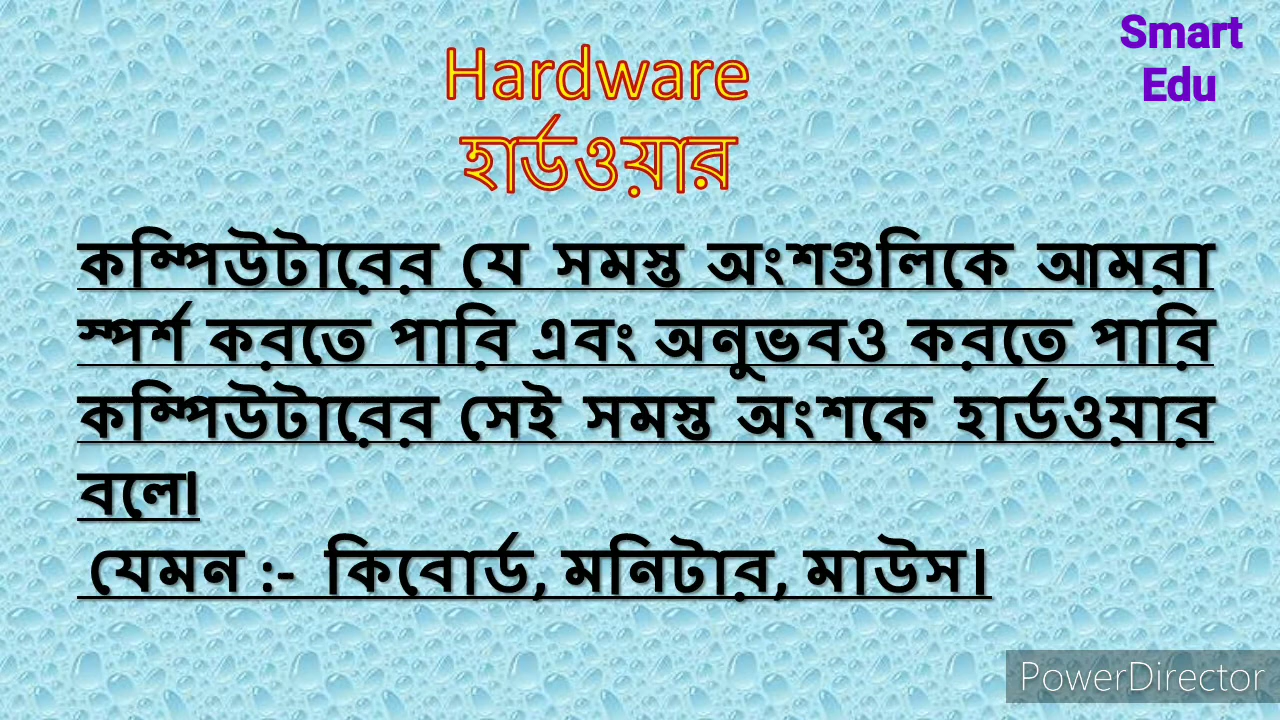 Smart
Edu
Hardware
হার্ডওয়ার
কম্পিউটারের যে সমস্ত অংশগুলিকে আমরা
স্পর্শ করতে পারি এবং অনুভবও করতে পারি
কম্পিউটারের সেই সমস্ত অংশকে হার্ডওয়ার
বলে।
যেমন :- কিবোর্ড, মনিটার, মাউস।
PowerDirector